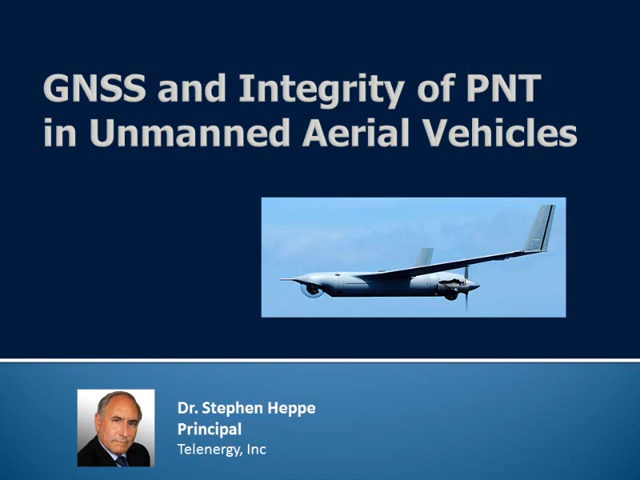 GNSS and Integrity of PNT
in Unmanned Aerial Vehicles
Dr. Stephen Heppe
Principal
Telenergy, Inc